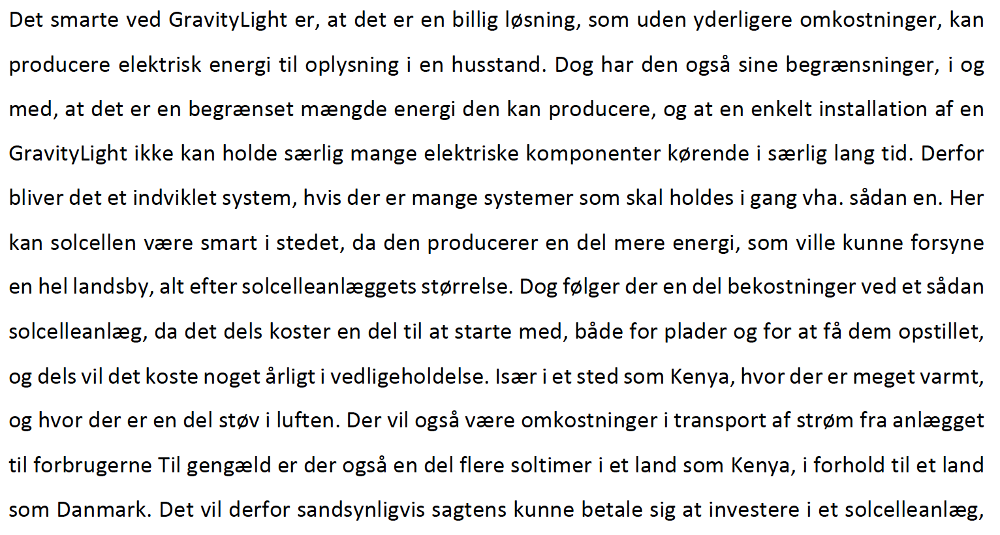 Det smarte ved GravityLight er, at det er en billig løsning, som uden yderligere omkostninger, kan
producere elektrisk energi til oplysning i en husstand. Dog har den også sine begrænsninger, i og
med, at det er en begrænset mængde energi den kan producere, og at en enkelt installation af en
GravityLight ikke kan holde særlig mange elektriske komponenter kørende i særlig lang tid. Derfor
bliver det et indviklet system, hvis der er mange systemer som skal holdes i gang vha. sådan en. Her
kan solcellen være smart i stedet, da den producerer en del mere energi, som ville kunne forsyne
en hel landsby, alt efter solcelleanlæggets størrelse. Dog følger der en del bekostninger ved et sådan
solcelleanlæg, da det dels koster en del til at starte med, både for plader og for at få dem opstillet,
og dels vil det koste noget årligt i vedligeholdelse. Især i et sted som Kenya, hvor der er meget varmt,
og hvor der er en del støv i luften. Der vil også være omkostninger i transport af strøm fra anlægget
til forbrugerne Til gengæld er der også en del flere soltimer i et land som Kenya, i forhold til et land
som Danmark. Det vil derfor sandsynligvis sagtens kunne betale sig at investere i et solcelleanlæg,